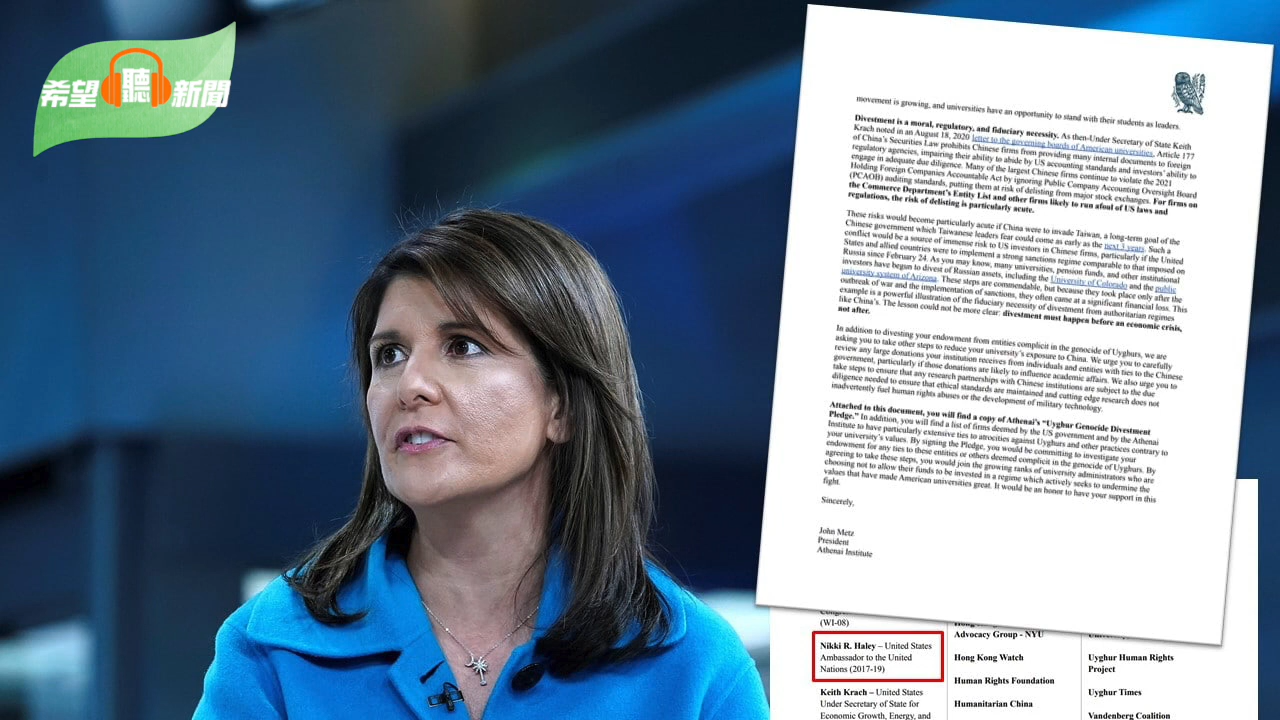 希望 聽 新聞
movement is growing, and universities have an opportunity to stand with their students as leaders.
Divestment is a moral, regulatory, and fiduciary necessity. As then-Under Secretary of State Keith
Krach noted in an August 18, 2020 letter to the governing boards of American universities, Article 177
of China's Securities Law prohibits Chinese firms from providing many internal documents to foreign
regulatory agencies, impairing their ability to abide by US accounting standards and investors' ability to
engage in adequate due diligence. Many of the largest Chinese firms continue to violate the 2021
Holding Foreign Companies Accountable Act by ignoring Public Company Accounting Oversight Board
(PCAOB) auditing standards, putting them at risk of delisting from major stock exchanges. For firms on
the Commerce Department's Entity List and other firms likely to run afoul of US laws and
regulations, the risk of delisting is particularly acute.
These risks would become particularly acute if China were to invade Taiwan, a long-term goal of the
Chinese government which Taiwanese leaders fear could come as early as the next 3 years. Such a
conflict would be a source of immense risk to US investors in Chinese firms, particularly if the United
States and allied countries were to implement a strong sanctions regime comparable to that imposed on
Russia since February 24. As you may know, many universities, pension funds, and other institutional
investors have begun to divest of Russian assets, including the University of Colorado and the public
university system of Arizona. These steps are commendable, but because they took place only after the
outbreak of war and the implementation of sanctions, they often came at a significant financial loss. This
example is a powerful illustration of the fiduciary necessity of divestment from authoritarian regimes
like China's. The lesson could not be more clear: divestment must happen before an economic crisis,
not after.
In addition to divesting your endowment from entities complicit in the genocide of Uyghurs, we are
asking you to take other steps to reduce your university's exposure to China. We urge you to carefully
review any large donations your institution receives from individuals and entities with ties to the Chinese
government, particularly if those donations are likely to influence academic affairs. We also urge you to
take steps to ensure that any research partnerships with Chinese institutions are subject to the due
diligence needed to ensure that ethical standards are maintained and cutting edge research does not
inadvertently fuel human rights abuses or the development of military technology.
Attached to this document, you will find a copy of Athenai's "Uyghur Genocide Divestment
Pledge." In addition, you will find a list of firms deemed by the US government and by the Athenai
Institute to have particularly extensive ties to atrocities against Uyghurs and other practices contrary to
your university's values. By signing the Pledge, you would be committing to investigate your
endowment for any ties to these entities or others deemed complicit in the genocide of Uyghurs. By
agreeing to take these steps, you would join the growing ranks of university administrators who are
choosing not to allow their funds to be invested in a regime which actively seeks to undermine the
values that have made American universities great. It would be an honor to have your support in this
fight.
Sincerely,
John Metz
President
Athenai Institute
(WI-08)
Nikki R. Haley – United States
Ambassador to the United
Nations (2017-19)
Keith Krach – United States
Under Secretary of State for
Economic Growth, Energy, and
Advocacy Group - NYU
Hong Kong Watch
Human Rights Foundation
Humanitarian China
Uyghur Human Rights
Project
Uyghur Times
Vandenberg Coalition